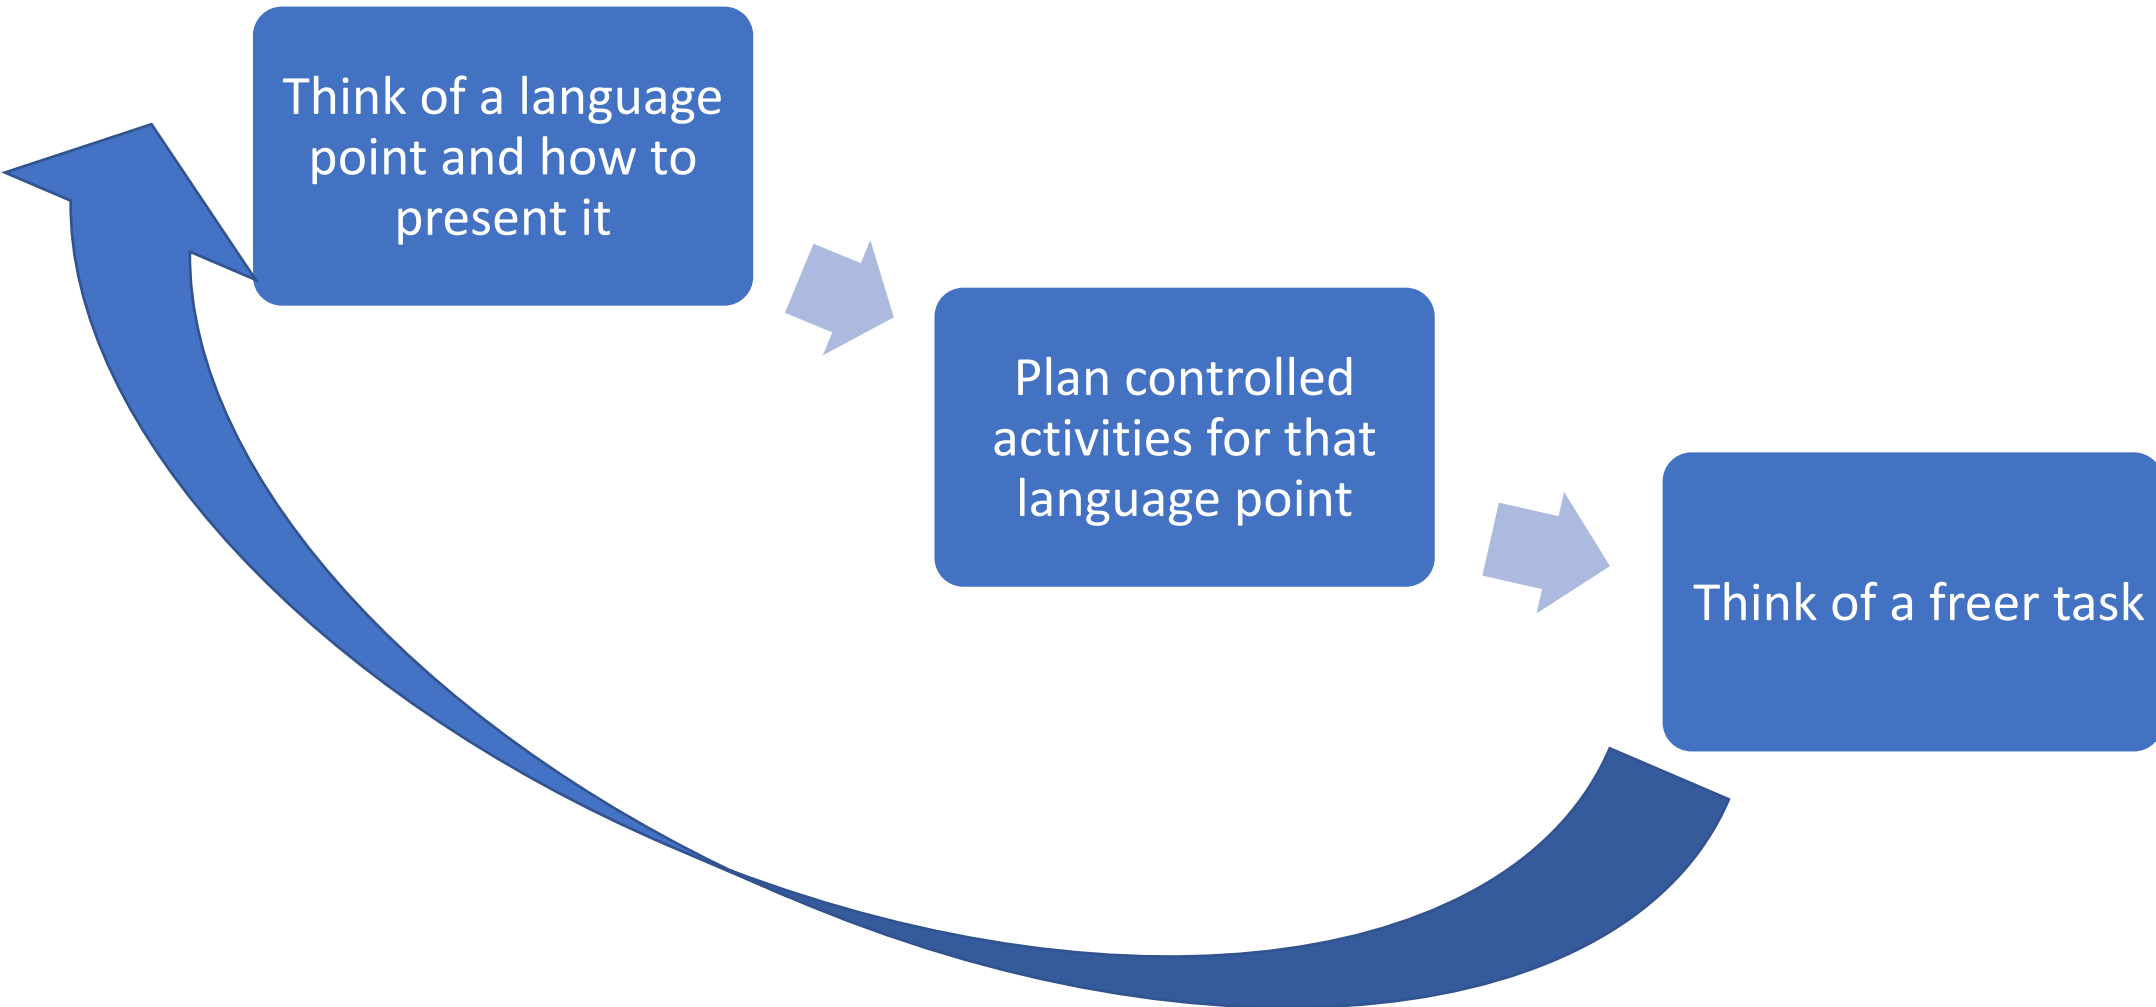 Think of a language
point and how to
present it
Plan controlled
activities for that
language point
Think of a freer task